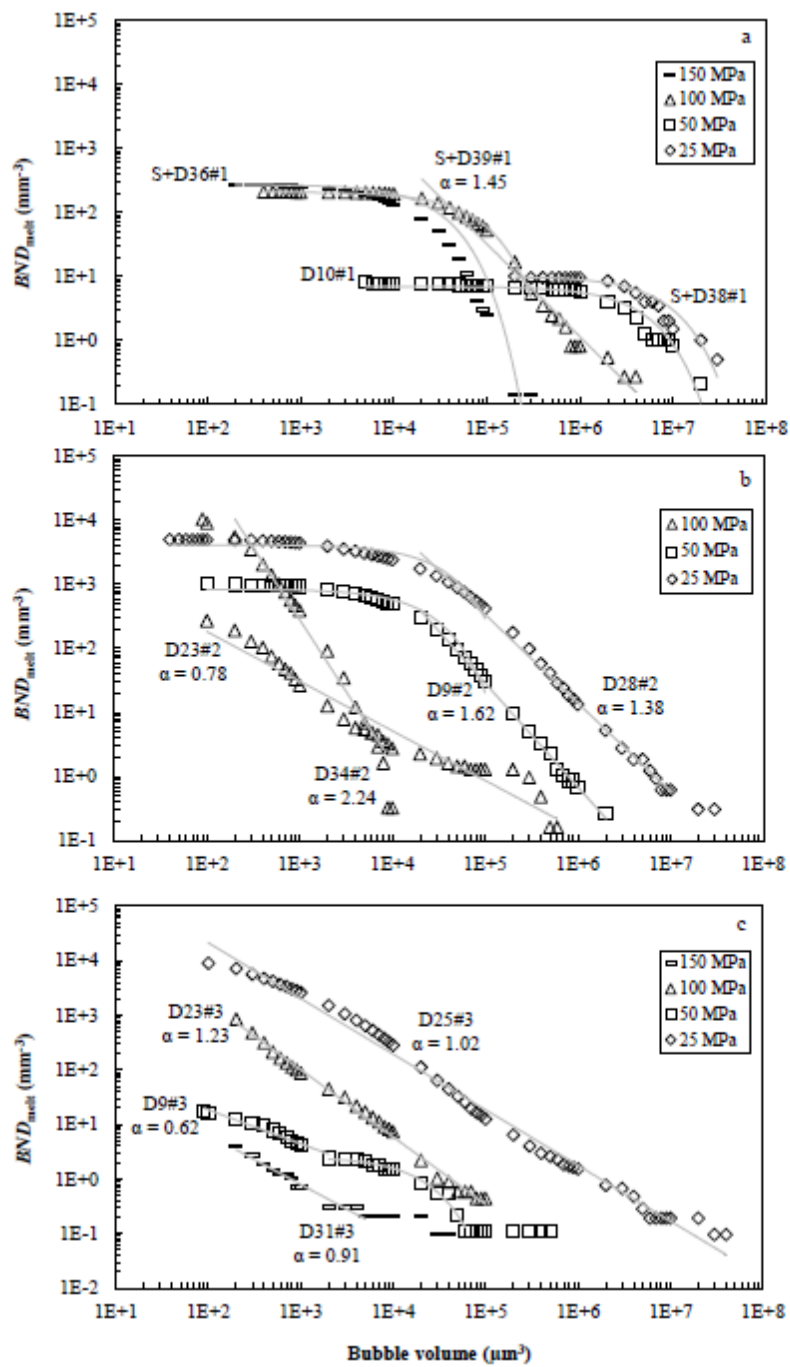 a
1E+5
1E+4
1E+3
1E+2
1E+1
1E+0
1E-1
BNDmelt (mm-3)
150 MPa
100 MPa
50 MPa
25 MPa
S+D36#1
S+D39#1
α = 1.45
D10#1
S+D38#1
1E+1 1E+2 1E+3 1E+4 1E+5 1E+6 1E+7 1E+8
b
1E+5
1E+4
1E+3
1E+2
1E+1
1E+0
1E-1
BNDmelt (mm-3)
100 MPa
50 MPa
25 MPa
D23#2
α = 0.78
D9#2
α = 1.62
D28#2
α = 1.38
D34#2
α = 2.24
1E+1 1E+2 1E+3 1E+4 1E+5 1E+6 1E+7 1E+8
c
1E+5
1E+4
1E+3
1E+2
1E+1
1E+0
1E-1
1E-2
BNDmelt (mm-3)
150 MPa
100 MPa
50 MPa
25 MPa
D23#3
α = 1.23
D25#3
α = 1.02
D9#3
α = 0.62
D31#3
α = 0.91
1E+1 1E+2 1E+3 1E+4 1E+5 1E+6 1E+7 1E+8
Bubble volume (µm³)